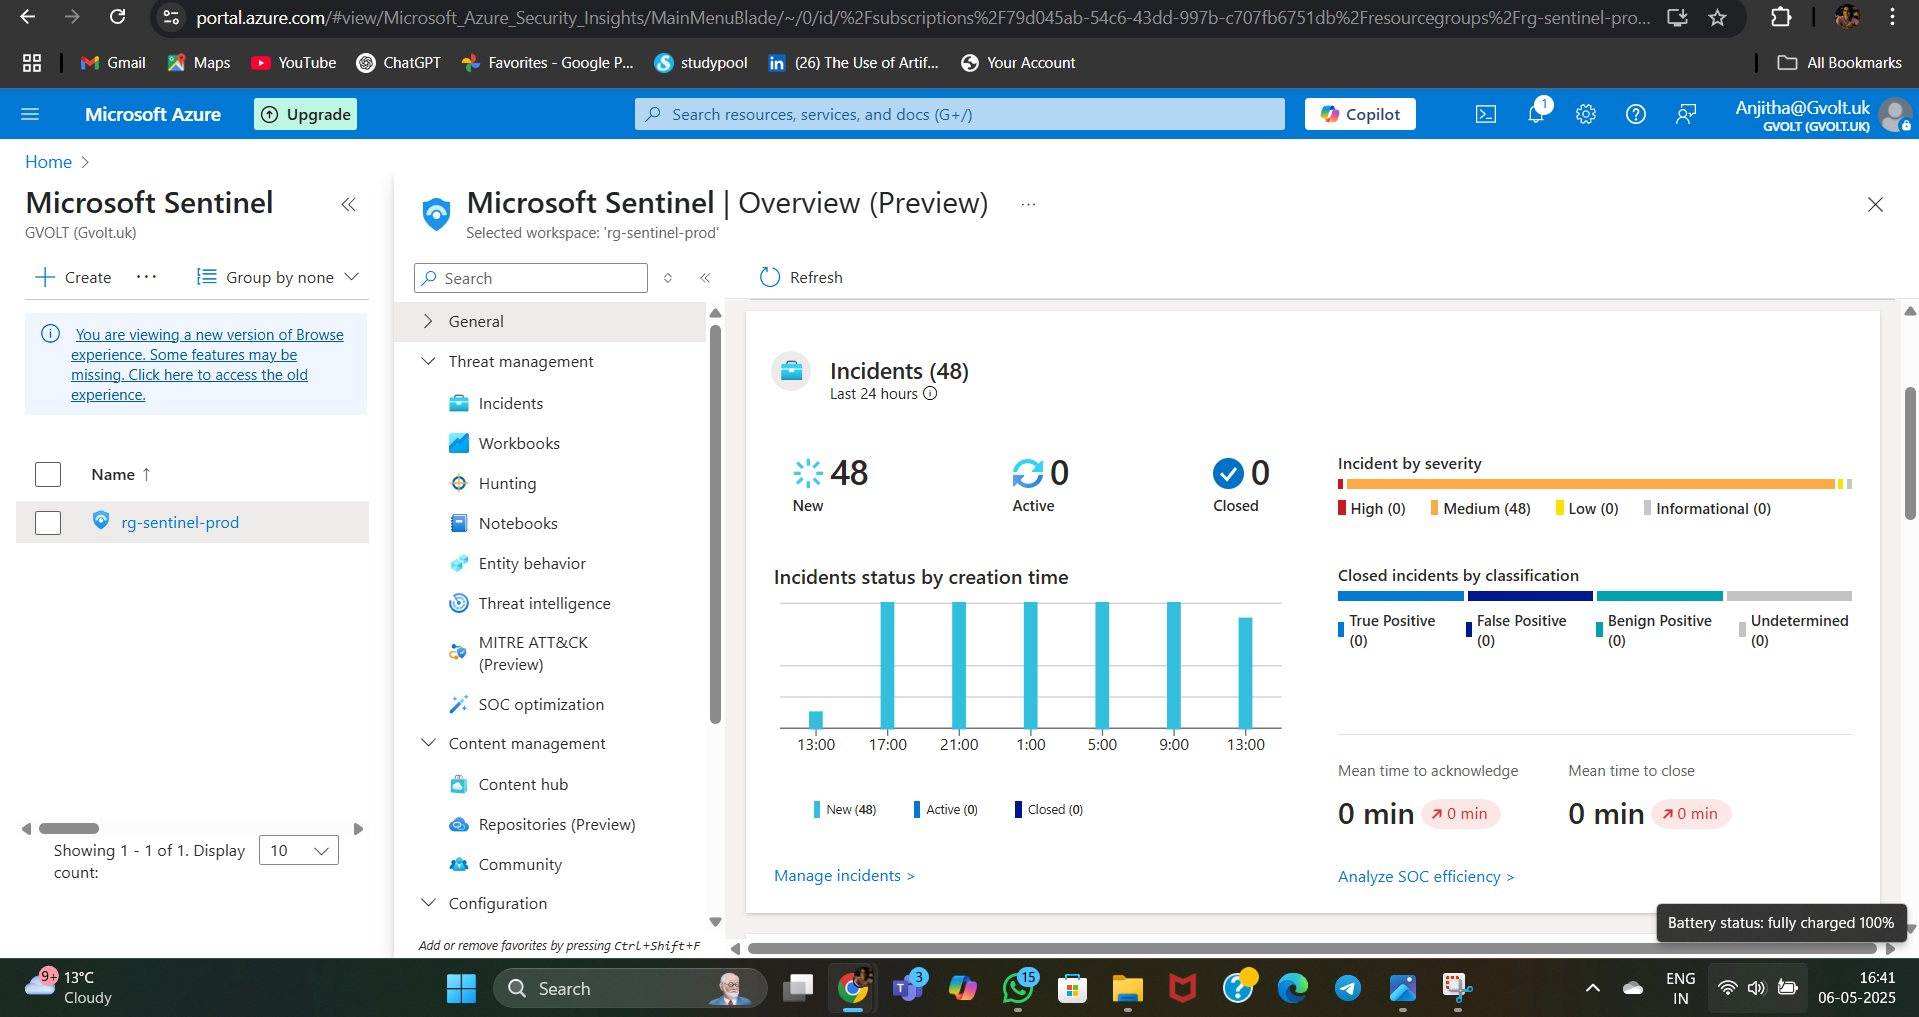 portal.azure.com/#view/Microsoft_Azure_Security_Insights/MainMenuBlade/~/0/id/%2Fsubscriptions%2F79d045ab-54c6-43dd-997b-c707fb6751db%2Fresourcegroups%2Frg-sentinel-pro...
Gmail
Maps
YouTube
ChatGPT
Favorites - Google P...
studypool
(26) The Use of Artif...
Your Account
All Bookmarks
Microsoft Azure
Upgrade
Search resources, services, and docs (G+/)
Copilot
1
Anjitha@Gvolt.uk
GVOLT (GVOLT.UK)
Home
Microsoft Sentinel
GVOLT (Gvolt.uk)
Create
Group by none
You are viewing a new version of Browse
experience. Some features may be
missing. Click here to access the old
experience.
Name ↑
rg-sentinel-prod
Showing 1 - 1 of 1. Display
count:
10
Microsoft Sentinel | Overview (Preview)
Selected workspace: 'rg-sentinel-prod'
Search
Refresh
General
Threat management
Incidents
Workbooks
Hunting
Notebooks
Entity behavior
Threat intelligence
MITRE ATT&CK
(Preview)
SOC optimization
Content management
Content hub
Repositories (Preview)
Community
Configuration
Add or remove favorites by pressing Ctrl+Shift+F
Incidents (48)
Last 24 hours
48
New
0
Active
0
Closed
Incident by severity
High (0)
Medium (48)
Low (0)
Informational (0)
Incidents status by creation time
13:00
17:00
21:00
1:00
5:00
9:00
13:00
New (48)
Active (0)
Closed (0)
Manage incidents >
Closed incidents by classification
True Positive
(0)
False Positive
(0)
Benign Positive
(0)
Undetermined
(0)
Mean time to acknowledge
0 min
0 min
Mean time to close
0 min
0 min
Analyze SOC efficiency >
Battery status: fully charged 100%
9+
13°C
Cloudy
Search
3
15
ENG
IN
16:41
06-05-2025